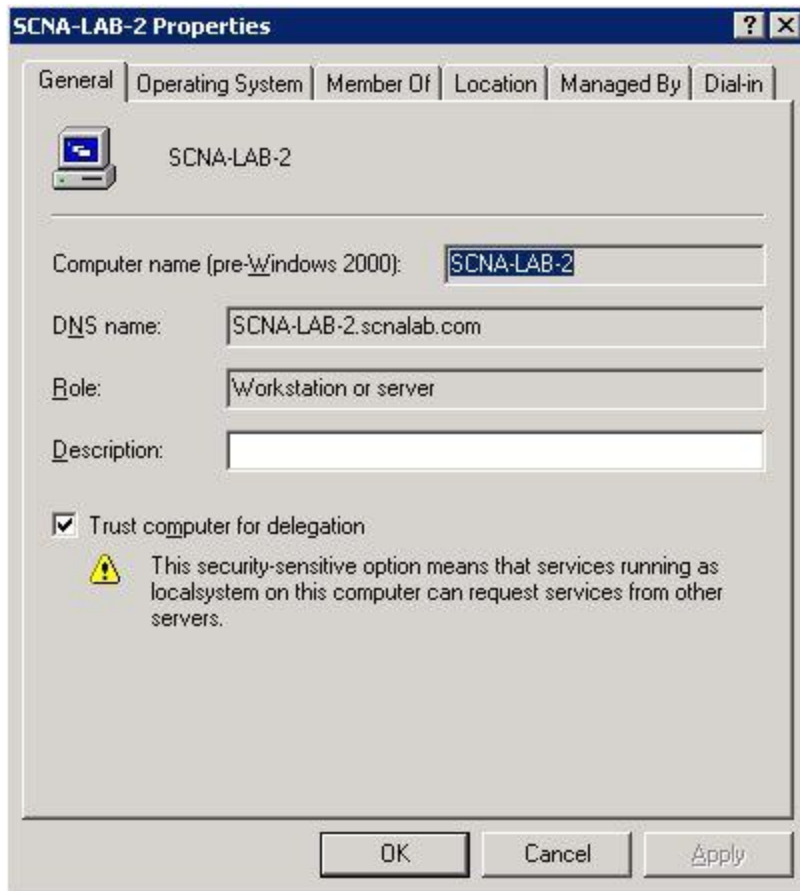 SCNA-LAB-2 Properties
General Operating System Member Of Location Managed By Dial-in
SCNA-LAB-2
Computer name (pre-Windows 2000): SCNA-LAB-2
DNS name: SCNA-LAB-2.scnalab.com
Role: Workstation or server
Description:
Trust computer for delegation
This security-sensitive option means that services running as
localsystem on this computer can request services from other
servers.
OK Cancel Apply